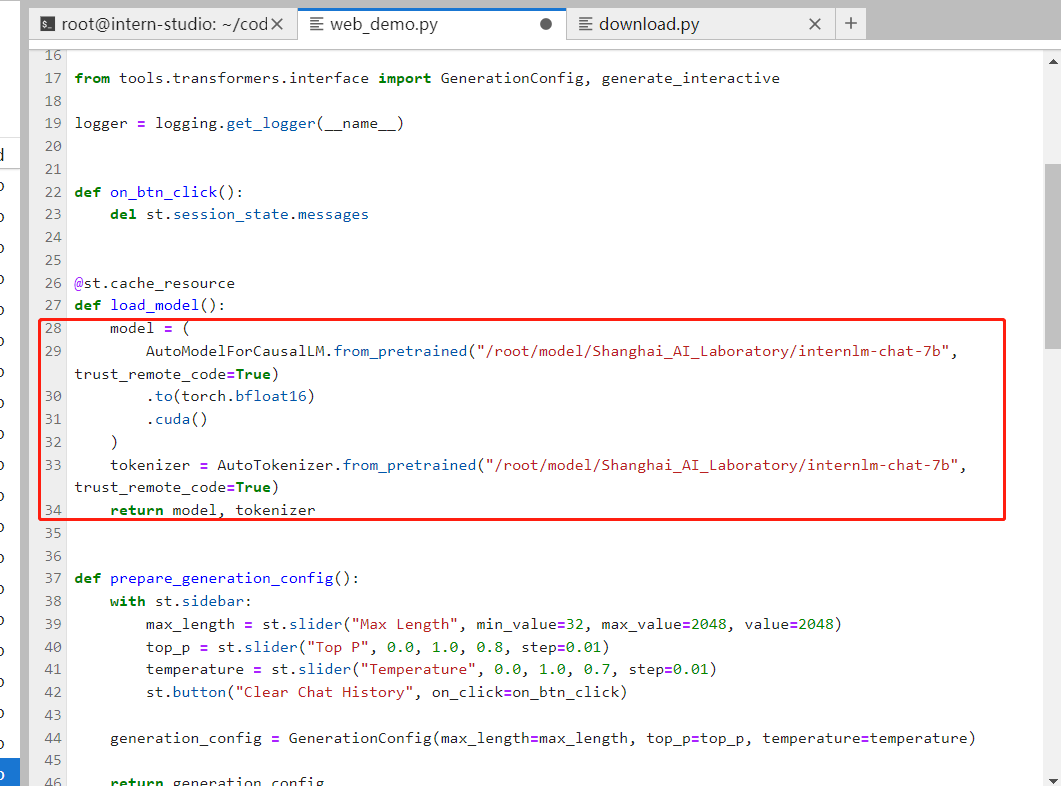 root@intern-studio: ~/cod
web_demo.py
download.py
16
17 from tools.transformers.interface import GenerationConfig, generate_interactive
18
19 logger = logging.get_logger(__name__)
20
21
22 def on_btn_click():
23     del st.session_state.messages
24
25
26 @st.cache_resource
27 def load_model():
28     model = (
29         AutoModelForCausalLM.from_pretrained("/root/model/Shanghai_AI_Laboratory/internlm-chat-7b",
trust_remote_code=True)
30         .to(torch.bfloat16)
31         .cuda()
32     )
33     tokenizer = AutoTokenizer.from_pretrained("/root/model/Shanghai_AI_Laboratory/internlm-chat-7b",
trust_remote_code=True)
34     return model, tokenizer
35
36
37 def prepare_generation_config():
38     with st.sidebar:
39         max_length = st.slider("Max Length", min_value=32, max_value=2048, value=2048)
40         top_p = st.slider("Top P", 0.0, 1.0, 0.8, step=0.01)
41         temperature = st.slider("Temperature", 0.0, 1.0, 0.7, step=0.01)
42         st.button("Clear Chat History", on_click=on_btn_click)
43
44     generation_config = GenerationConfig(max_length=max_length, top_p=top_p, temperature=temperature)
45
46     return generation_config